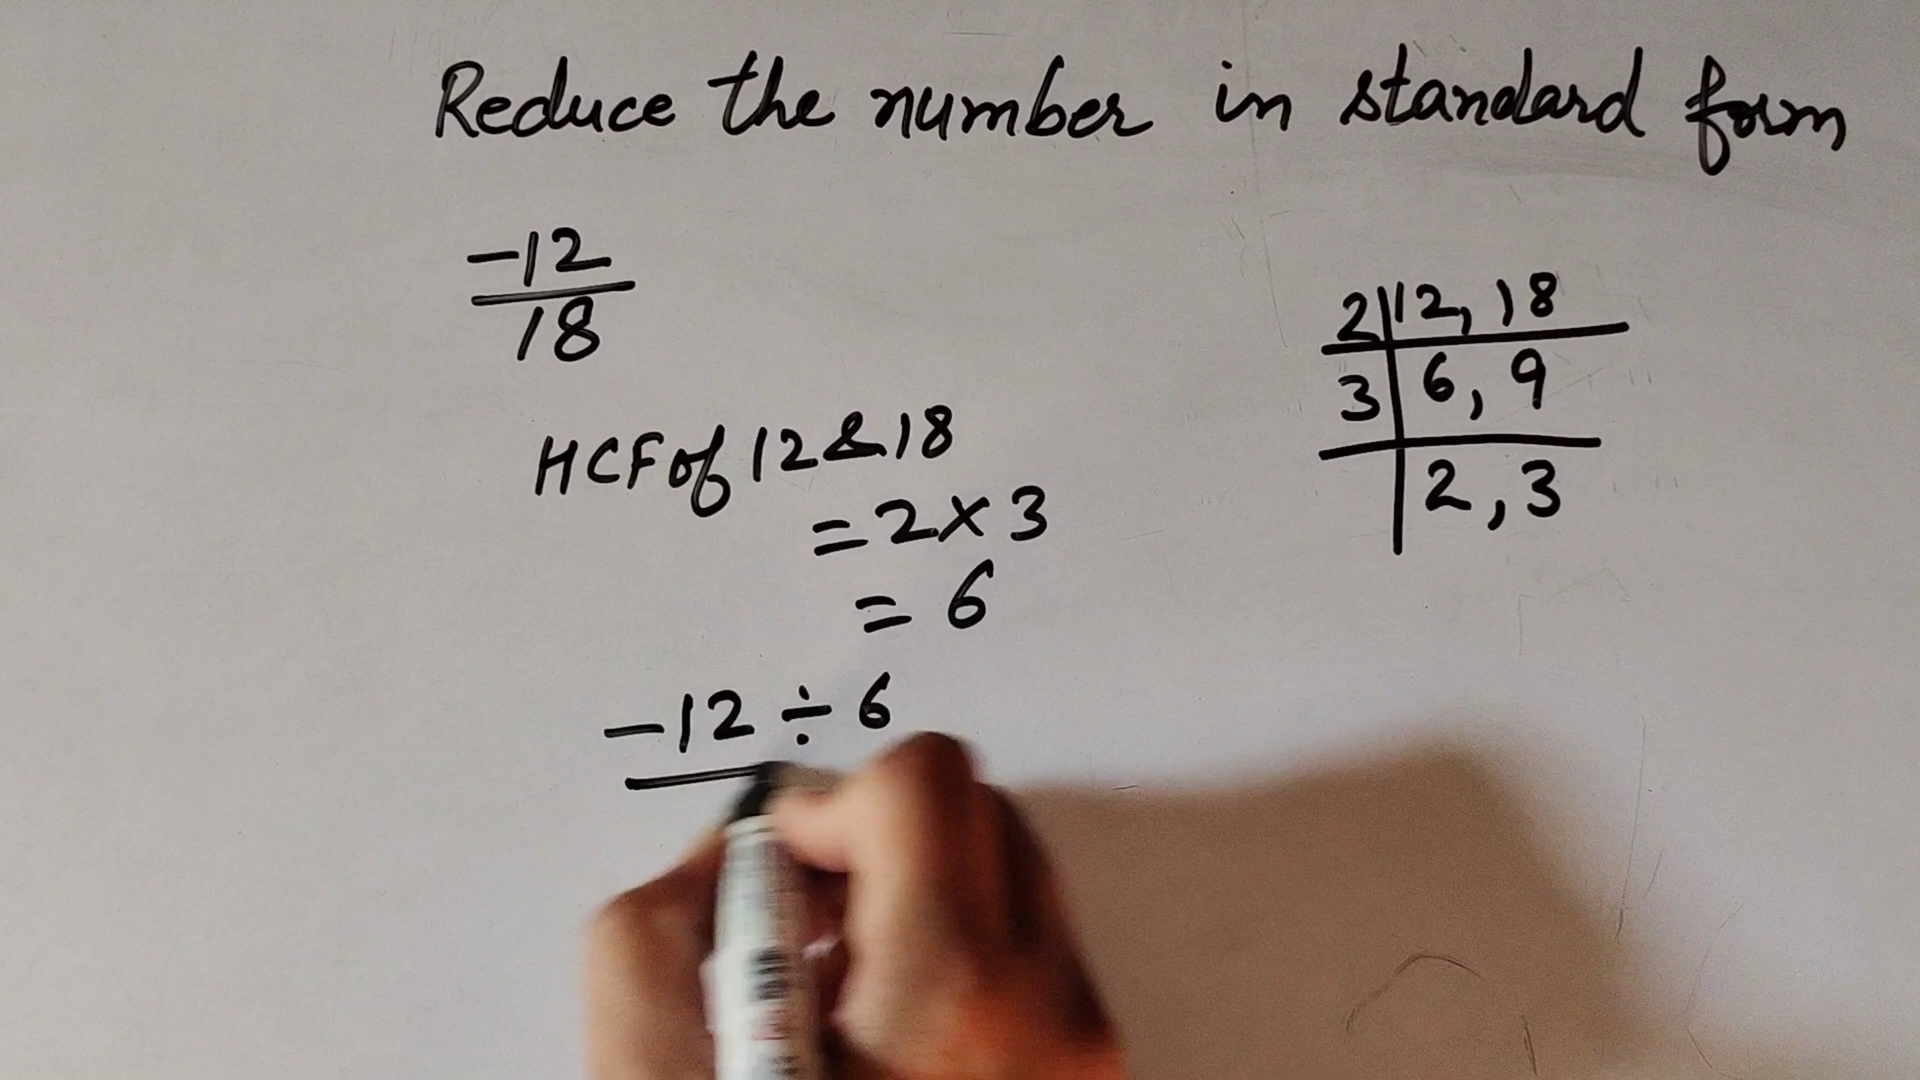 Reduce the number in standard form
-12
18
HCF of 12 & 18
= 2 × 3
= 6
-12 ÷ 6
2 12, 18
3 6, 9
2, 3